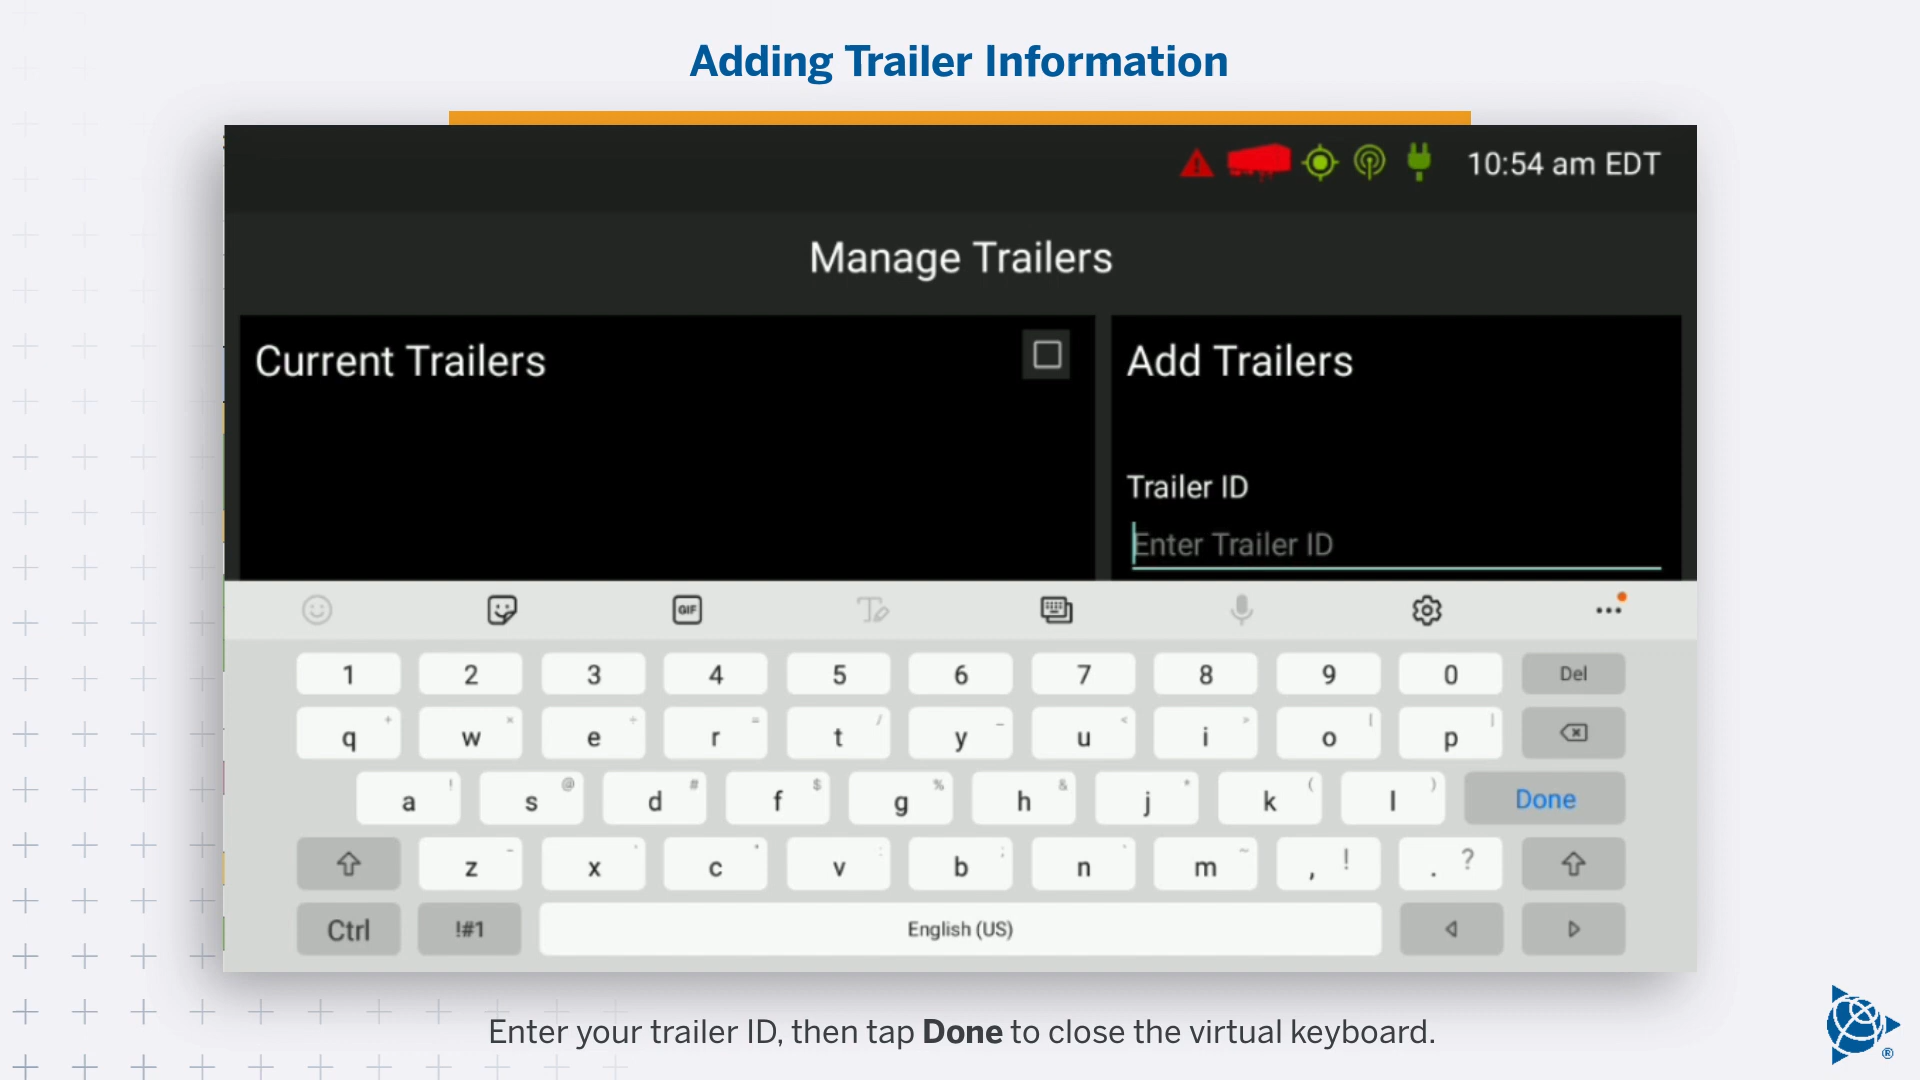 Adding Trailer Information
10:54 am EDT
Manage Trailers
Current Trailers
Add Trailers
Trailer ID
Enter Trailer ID
GIF
1 2 3 4 5 6 7 8 9 0 Del
q + w × e ÷ r = t / y _ u < i > o [ p ]
a ! s @ d # f $ g % h & j * k ( l ) Done
z - x ' c " v : b ; n ` m ~ , ! . ?
Ctrl !#1 English (US)
Enter your trailer ID, then tap Done to close the virtual keyboard.
®